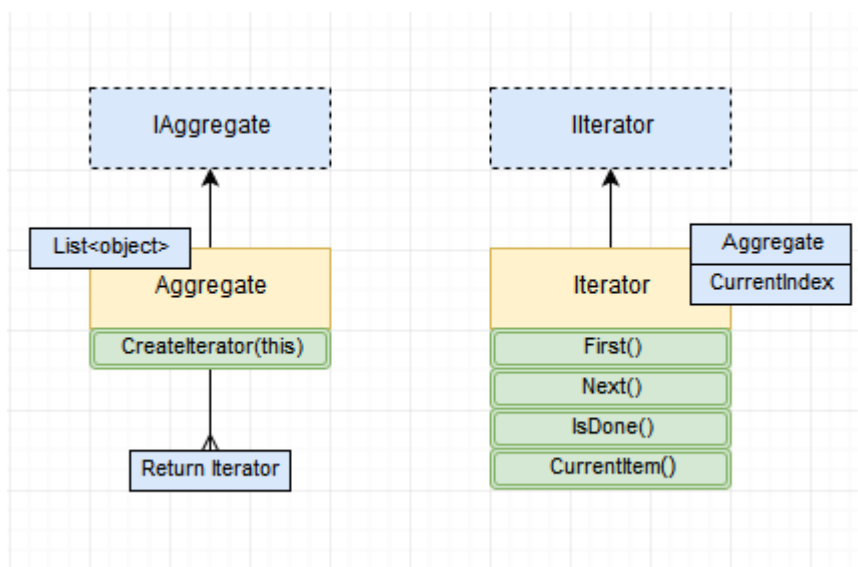 IAggregate
IIterator
List<object>
Aggregate
CreateIterator(this)
Return Iterator
Aggregate
CurrentIndex
Iterator
First()
Next()
IsDone()
CurrentItem()